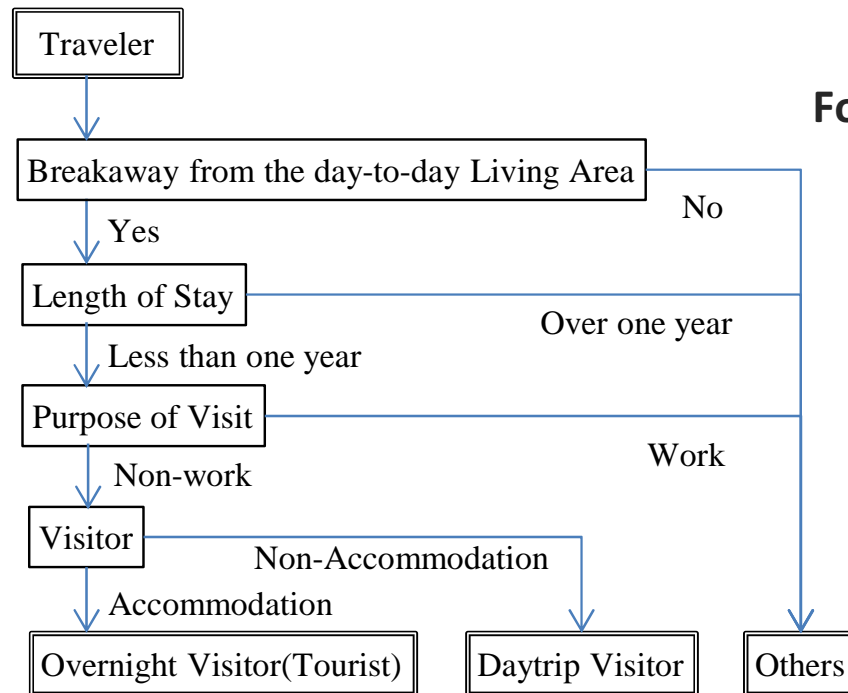 Traveler
Fo
Breakaway from the day-to-day Living Area
No
Yes
Length of Stay
Over one year
Less than one year
Purpose of Visit
Work
Non-work
Visitor
Non-Accommodation
Accommodation
Overnight Visitor(Tourist)
Daytrip Visitor
Others